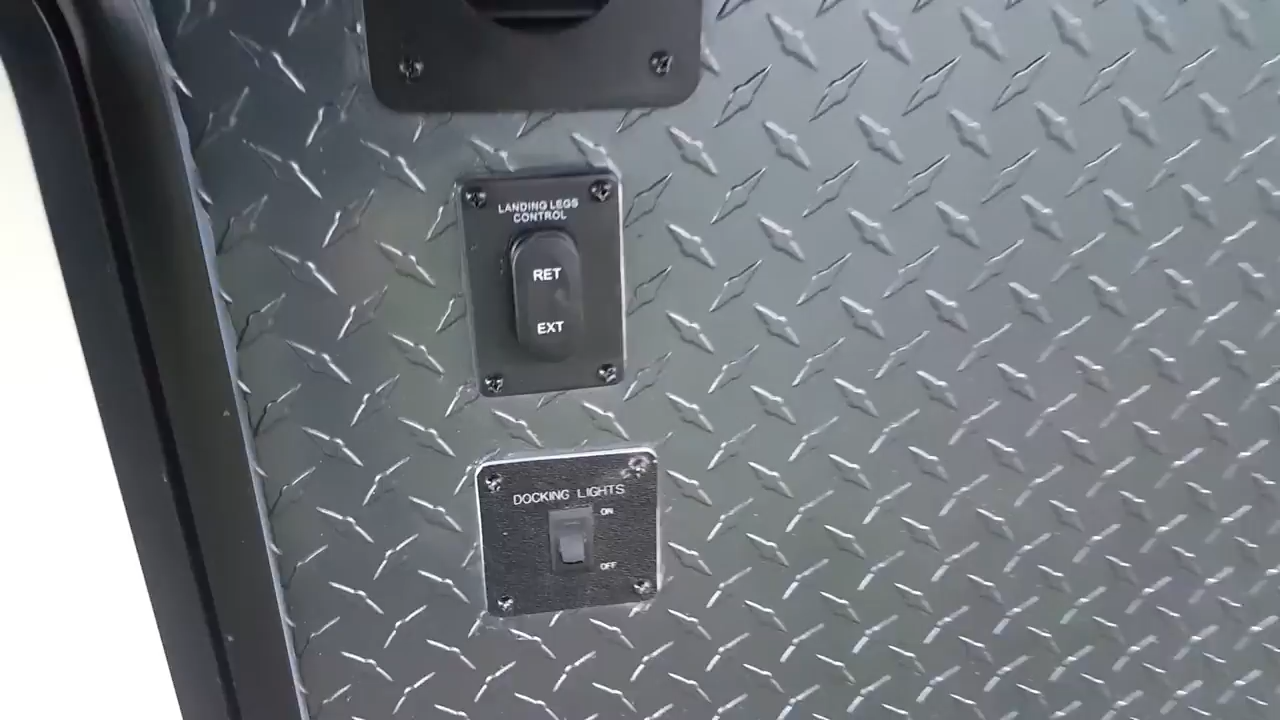 LANDING LEGS
CONTROL
RET
EXT
DOCKING LIGHTS
ON
OFF